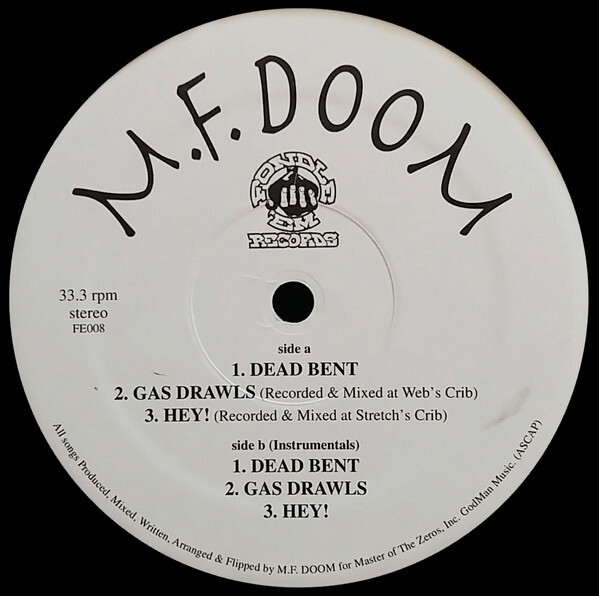 M.F. DOOM
FONDLE
'EM
RECORDS
33.3 rpm
stereo
FE008
side a
1. DEAD BENT
2. GAS DRAWLS (Recorded & Mixed at Web's Crib)
3. HEY! (Recorded & Mixed at Stretch's Crib)
side b (Instrumentals)
1. DEAD BENT
2. GAS DRAWLS
3. HEY!
All songs Produced, Mixed, Written, Arranged & Flipped by M.F. DOOM for Master of The Zeros, Inc. GodMan Music. (ASCAP)